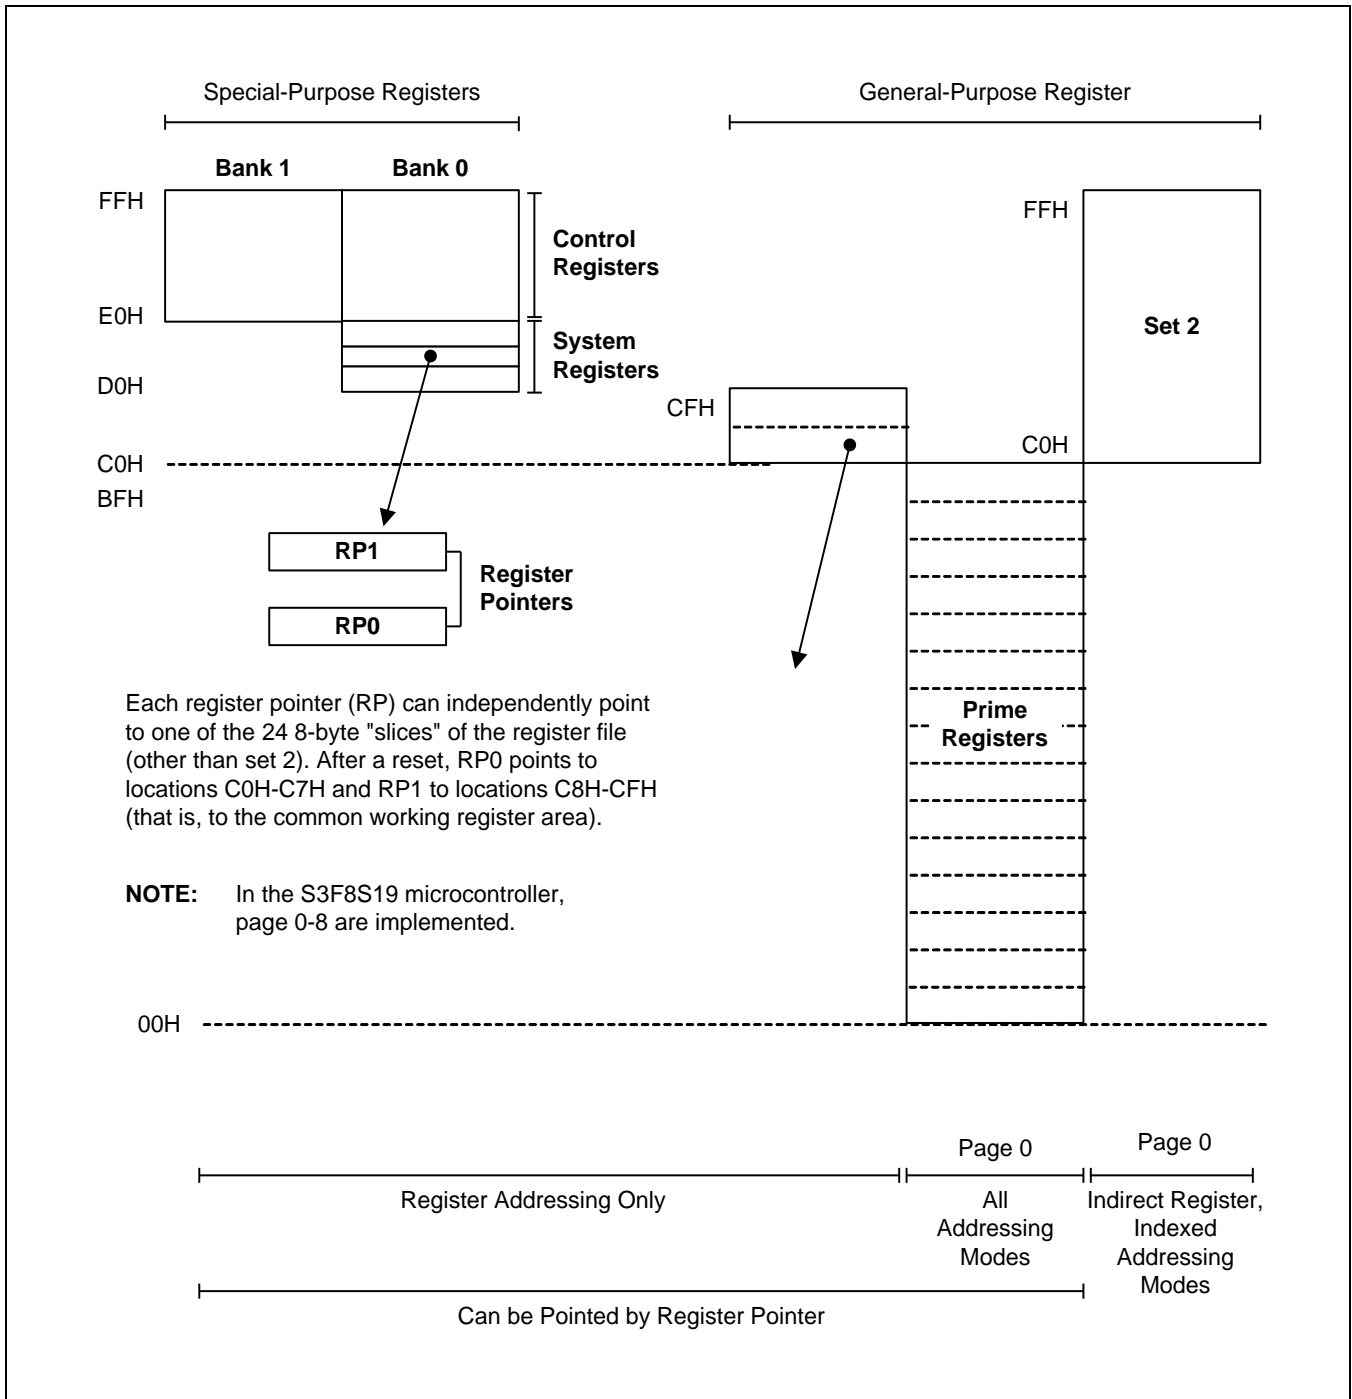 Special-Purpose Registers
General-Purpose Register
Bank 1
Bank 0
FFH
Control
Registers
E0H
System
Registers
D0H
C0H
BFH
FFH
Set 2
CFH
C0H
RP1
RP0
Register
Pointers
Prime
Registers
Each register pointer (RP) can independently point
to one of the 24 8-byte "slices" of the register file
(other than set 2). After a reset, RP0 points to
locations C0H-C7H and RP1 to locations C8H-CFH
(that is, to the common working register area).
NOTE: In the S3F8S19 microcontroller,
page 0-8 are implemented.
00H
Page 0
Page 0
Register Addressing Only
All
Addressing
Modes
Indirect Register,
Indexed
Addressing
Modes
Can be Pointed by Register Pointer